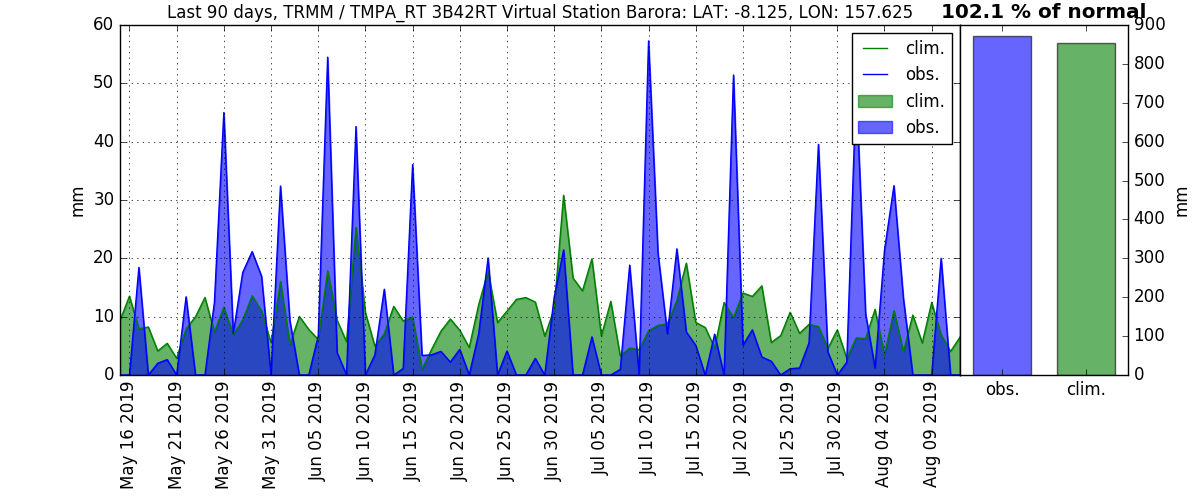 Last 90 days, TRMM / TMPA_RT 3B42RT Virtual Station Barora: LAT: -8.125, LON: 157.625
102.1 % of normal
60
50
40
30
20
10
0
mm
clim.
obs.
clim.
obs.
900
800
700
600
500
400
300
200
100
0
mm
obs.
clim.
May 16 2019
May 21 2019
May 26 2019
May 31 2019
Jun 05 2019
Jun 10 2019
Jun 15 2019
Jun 20 2019
Jun 25 2019
Jun 30 2019
Jul 05 2019
Jul 10 2019
Jul 15 2019
Jul 20 2019
Jul 25 2019
Jul 30 2019
Aug 04 2019
Aug 09 2019